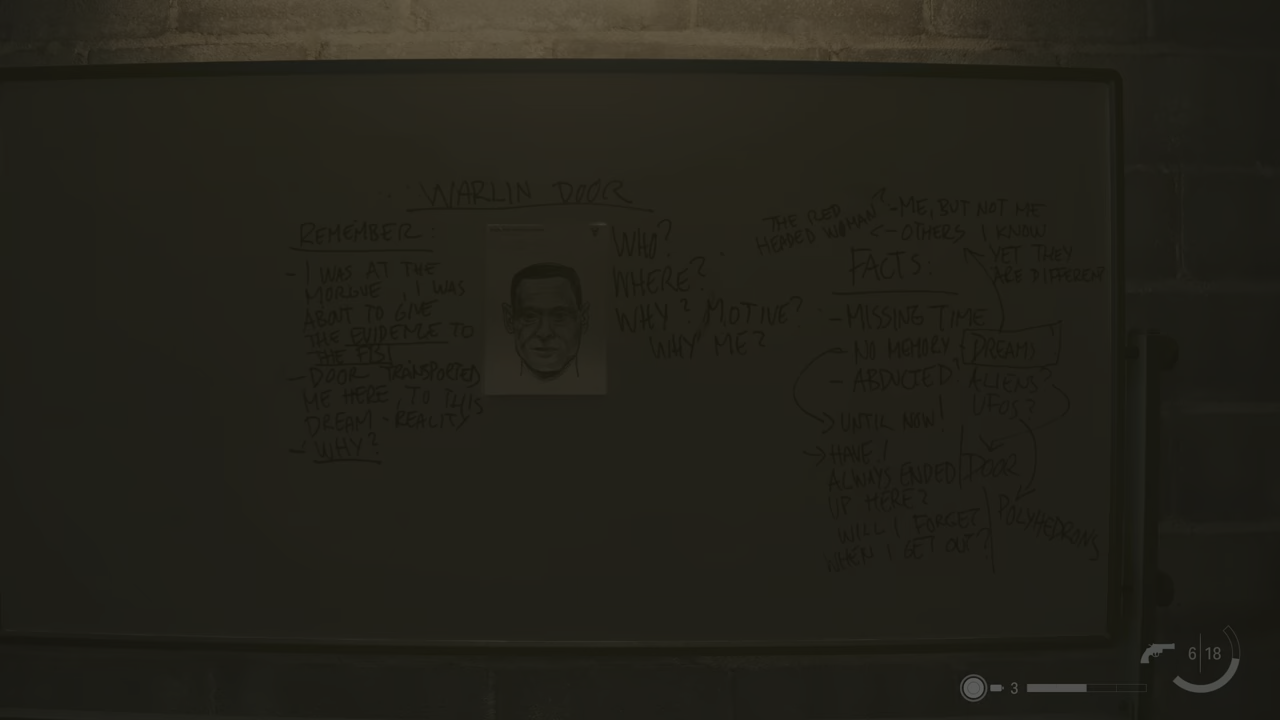 WARLIN DOOR
REMEMBER:
- I WAS AT THE
MORGUE, I WAS
ABOUT TO GIVE
THE EVIDENCE TO
THE FBI
- DOOR TRANSPORTED
ME HERE, TO THIS
DREAM-REALITY
- WHY?
WHO?
WHERE?
WHY? MOTIVE?
WHY ME?
THE RED
HEADED WOMAN?
- ME, BUT NOT ME
- OTHERS I KNOW
YET THEY
ARE DIFFERENT
FACTS:
- MISSING TIME
- NO MEMORY
- ABDUCTED?
DREAMS
ALIENS?
UFOS?
UNTIL NOW!
HAVE I
ALWAYS ENDED
UP HERE?
WILL I FORGET
WHEN I GET OUT?
DOOR
POLYHEDRONS
3
6 18